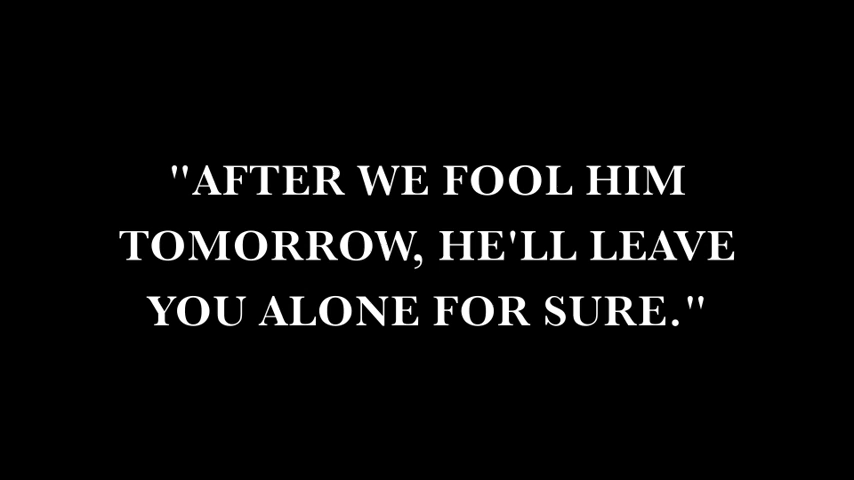 "AFTER WE FOOL HIM
TOMORROW, HE'LL LEAVE
YOU ALONE FOR SURE."